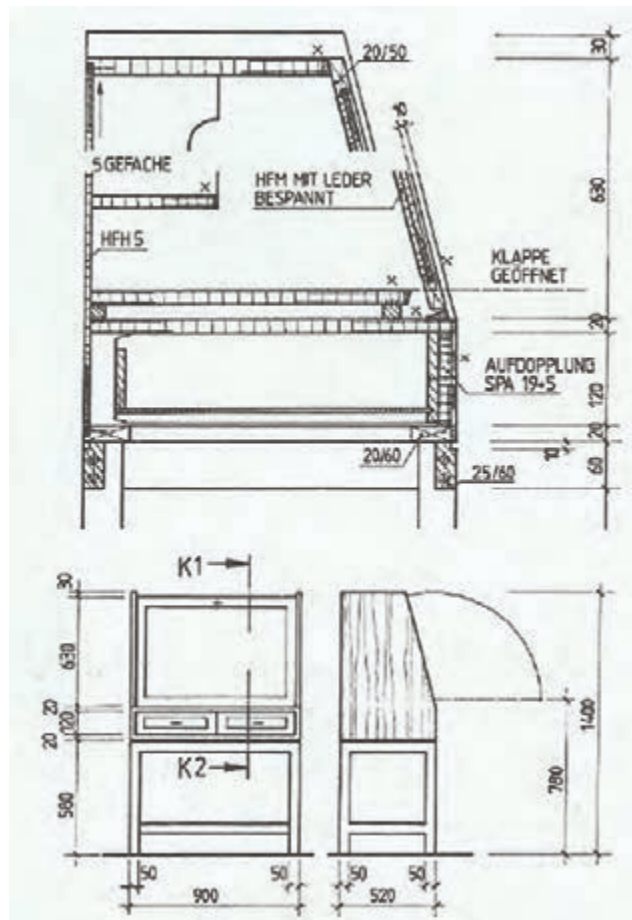 20/50
30
5 GEFACHE
HFM MIT LEDER
BESPANNT
630
HFH 5
KLAPPE
GEÖFFNET
20
AUFDOPPLUNG
SPA 19+5
120
20
20/60
10
60
25/60
K1
30
630
20
120
20
K2
580
1400
780
50 50
900
50 50
520